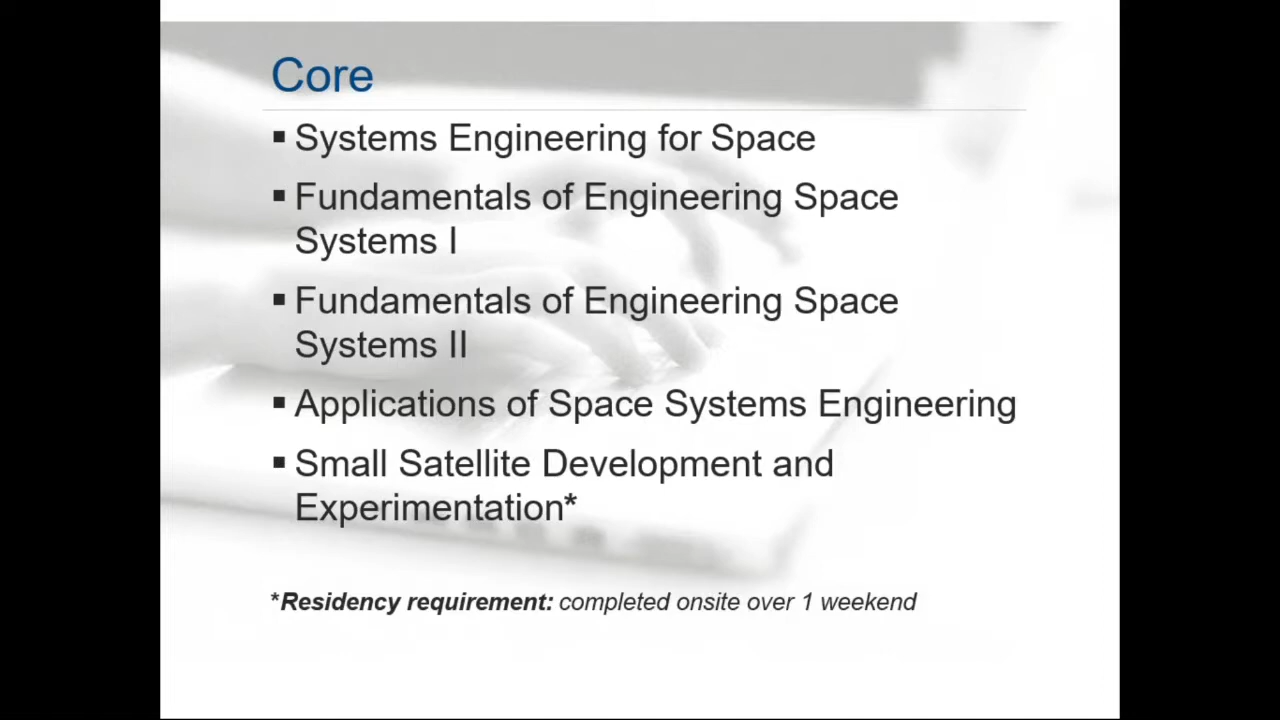 Core
▪ Systems Engineering for Space
▪ Fundamentals of Engineering Space
Systems I
▪ Fundamentals of Engineering Space
Systems II
▪ Applications of Space Systems Engineering
▪ Small Satellite Development and
Experimentation*
*Residency requirement: completed onsite over 1 weekend